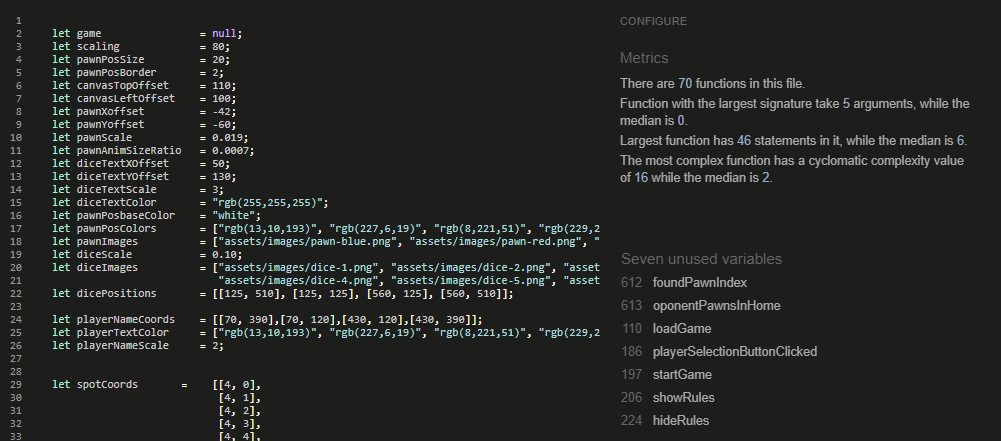 1
2 let game = null;
3 let scaling = 80;
4 let pawnPosSize = 20;
5 let pawnPosBorder = 2;
6 let canvasTopOffset = 110;
7 let canvasLeftOffset = 100;
8 let pawnXoffset = -42;
9 let pawnYoffset = -60;
10 let pawnScale = 0.019;
11 let pawnAnimSizeRatio = 0.0007;
12 let diceTextXOffset = 50;
13 let diceTextYOffset = 130;
14 let diceTextScale = 3;
15 let diceTextColor = "rgb(255,255,255)";
16 let pawnPosbaseColor = "white";
17 let pawnPosColors = ["rgb(13,10,193)", "rgb(227,6,19)", "rgb(8,221,51)", "rgb(229,2
18 let pawnImages = ["assets/images/pawn-blue.png", "assets/images/pawn-red.png", "
19 let diceScale = 0.10;
20 let diceImages = ["assets/images/dice-1.png", "assets/images/dice-2.png", "asset
21 "assets/images/dice-4.png", "assets/images/dice-5.png", "asset
22 let dicePositions = [[125, 510], [125, 125], [560, 125], [560, 510]];
23
24 let playerNameCoords = [[70, 390],[70, 120],[430, 120],[430, 390]];
25 let playerTextColor = ["rgb(13,10,193)", "rgb(227,6,19)", "rgb(8,221,51)", "rgb(229,2
26 let playerNameScale = 2;
27
28
29 let spotCoords = [[4, 0],
30 [4, 1],
31 [4, 2],
32 [4, 3],
33 [4, 4],
CONFIGURE
Metrics
There are 70 functions in this file.
Function with the largest signature take 5 arguments, while the
median is 0.
Largest function has 46 statements in it, while the median is 6.
The most complex function has a cyclomatic complexity value
of 16 while the median is 2.
Seven unused variables
612 foundPawnIndex
613 oponentPawnsInHome
110 loadGame
186 playerSelectionButtonClicked
197 startGame
206 showRules
224 hideRules